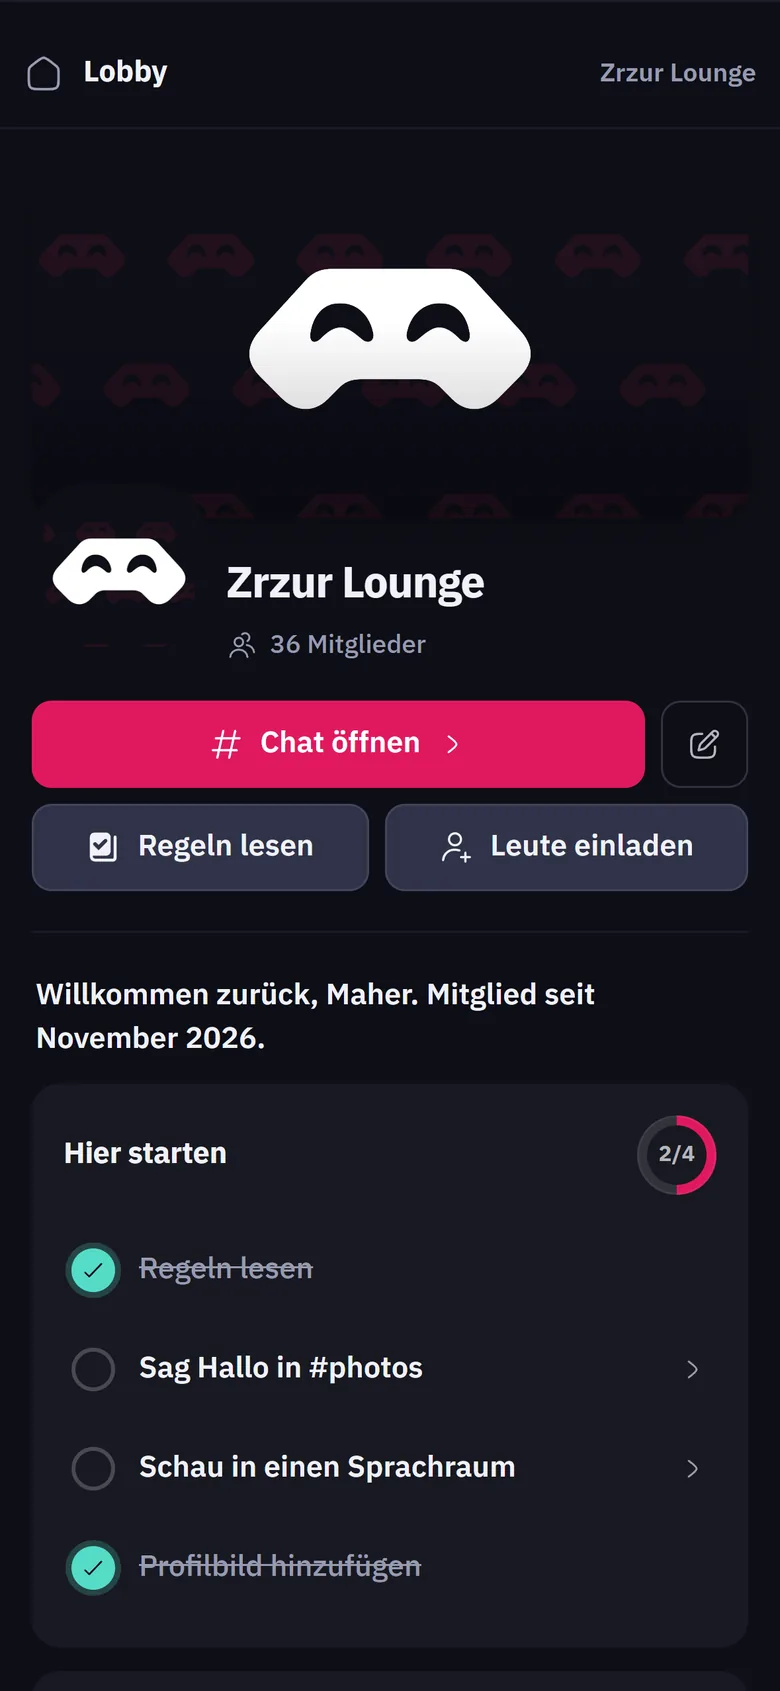 Lobby
Zrzur Lounge
Zrzur Lounge
36 Mitglieder
Chat öffnen
Regeln lesen
Leute einladen
Willkommen zurück, Maher. Mitglied seit
November 2026.
Hier starten
2/4
Regeln lesen
Sag Hallo in #photos
Schau in einen Sprachraum
Profilbild hinzufügen